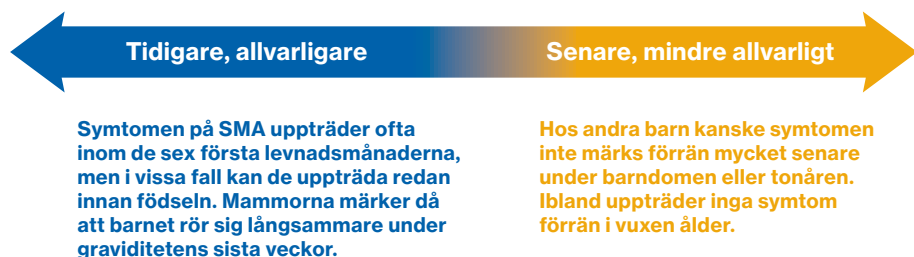 Tidigare, allvarligare
Senare, mindre allvarligt
Symtomen på SMA uppträder ofta
inom de sex första levnadsmånaderna,
men i vissa fall kan de uppträda redan
innan födseln. Mammorna märker då
att barnet rör sig långsammare under
graviditetens sista veckor.
Hos andra barn kanske symtomen
inte märks förrän mycket senare
under barndomen eller tonåren.
Ibland uppträder inga symtom
förrän i vuxen ålder.